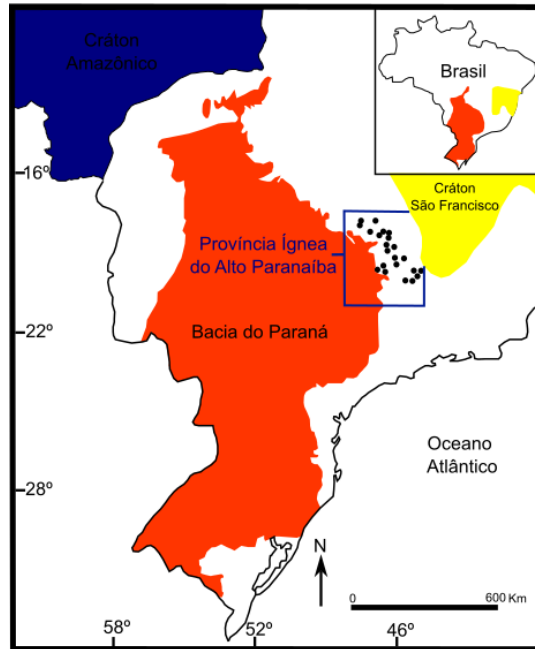 Cráton
Amazônico
Brasil
16º
Cráton
São Francisco
Província Ígnea
do Alto Paranaíba
22º
Bacia do Paraná
Oceano
Atlântico
28º
N
0
600 Km
58º
52º
46º